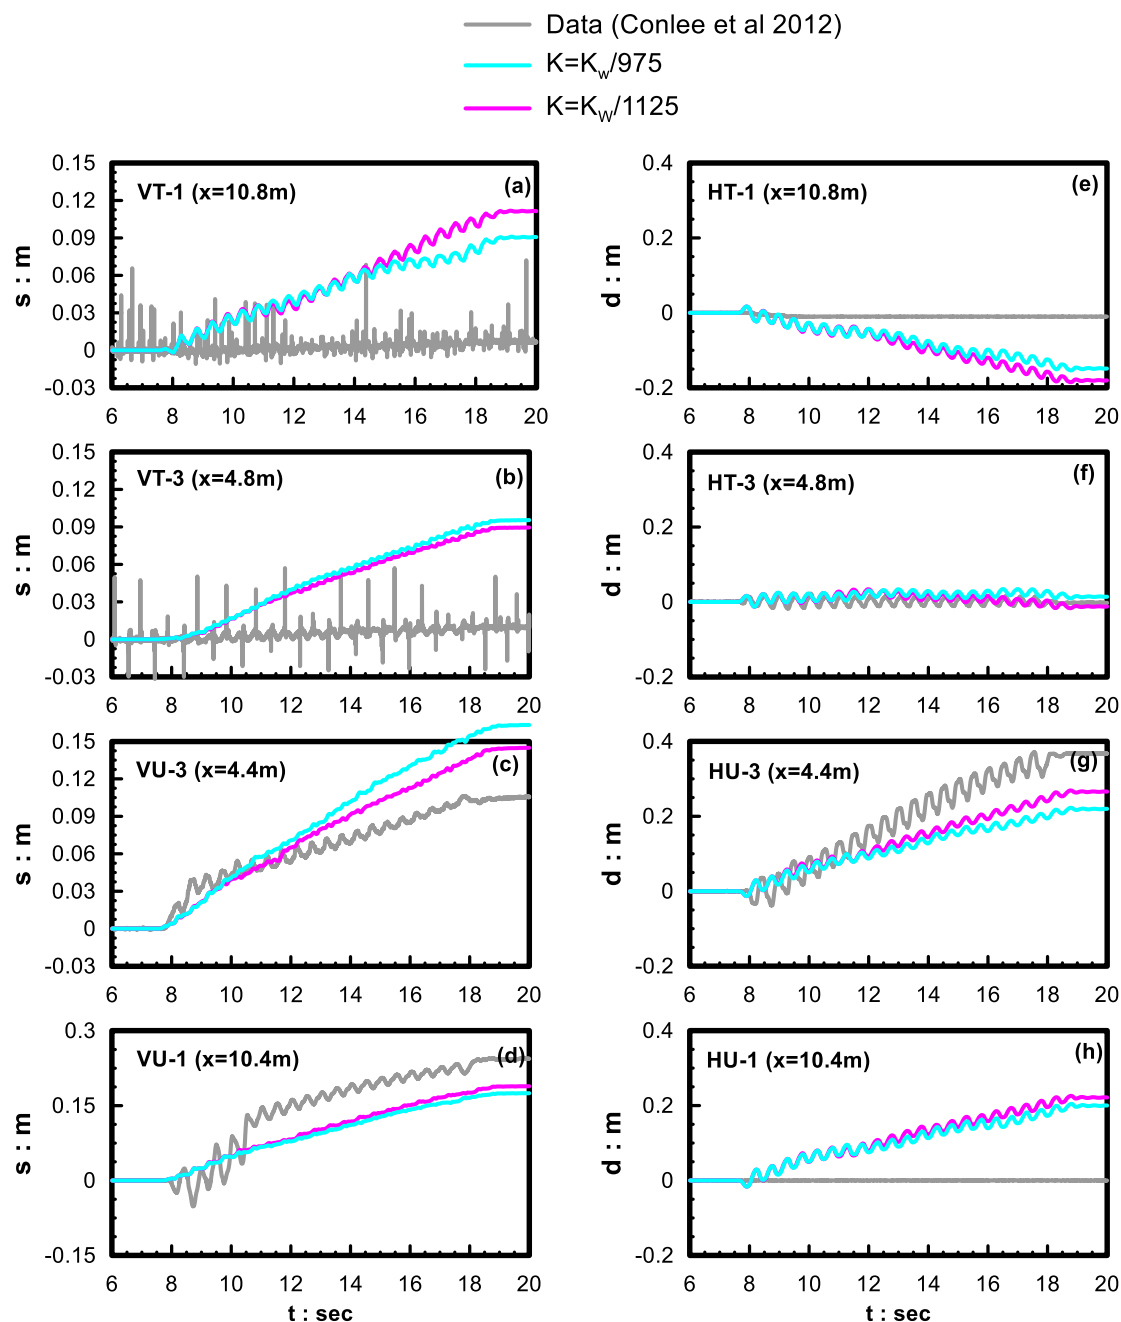 Data (Conlee et al 2012)
K=Kw/975
K=KW/1125
0.15
0.12
0.09
0.06
0.03
0
-0.03
s : m
VT-1 (x=10.8m)
(a)
6 8 10 12 14 16 18 20
0.4
0.2
0
-0.2
d : m
HT-1 (x=10.8m)
(e)
6 8 10 12 14 16 18 20
0.15
0.12
0.09
0.06
0.03
0
-0.03
s : m
VT-3 (x=4.8m)
(b)
6 8 10 12 14 16 18 20
0.4
0.2
0
-0.2
d : m
HT-3 (x=4.8m)
(f)
6 8 10 12 14 16 18 20
0.15
0.12
0.09
0.06
0.03
0
-0.03
s : m
VU-3 (x=4.4m)
(c)
6 8 10 12 14 16 18 20
0.4
0.2
0
-0.2
d : m
HU-3 (x=4.4m)
(g)
6 8 10 12 14 16 18 20
0.3
0.15
0
-0.15
s : m
VU-1 (x=10.4m)
(d)
6 8 10 12 14 16 18 20
t : sec
0.4
0.2
0
-0.2
d : m
HU-1 (x=10.4m)
(h)
6 8 10 12 14 16 18 20
t : sec